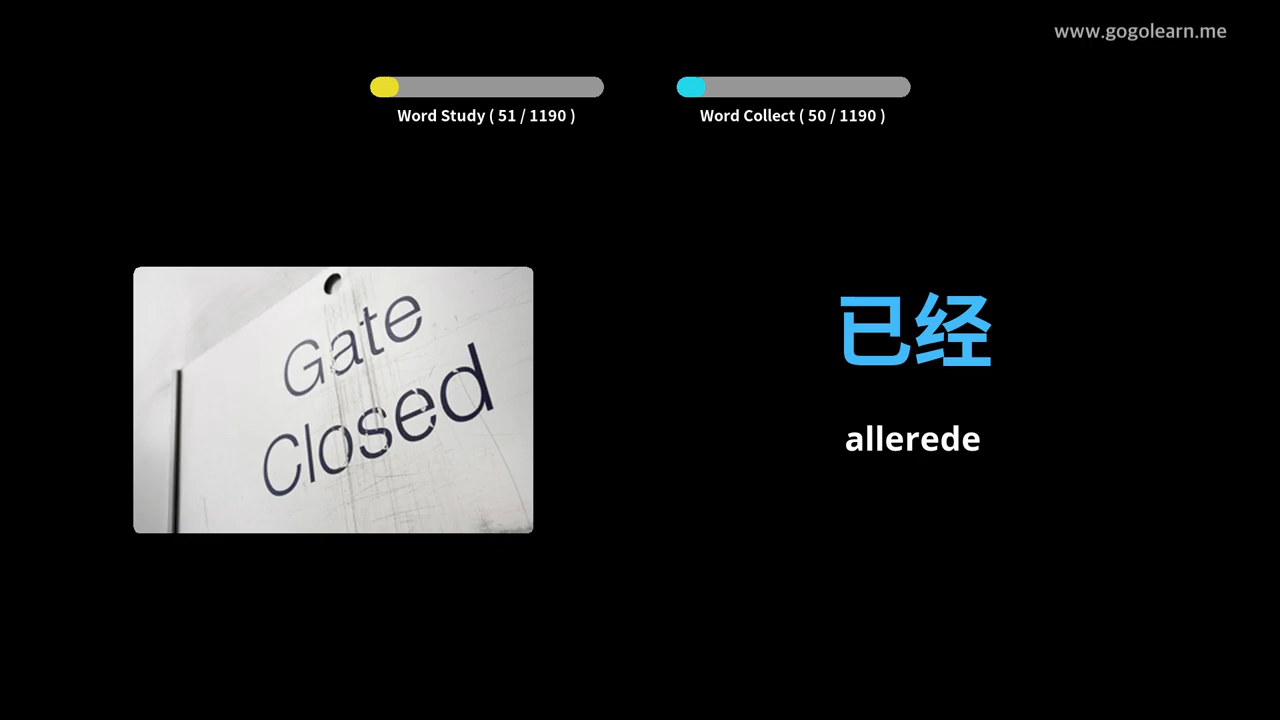 www.gogolearn.me
Word Study ( 51 / 1190 )
Word Collect ( 50 / 1190 )
Gate
Closed
已经
allerede